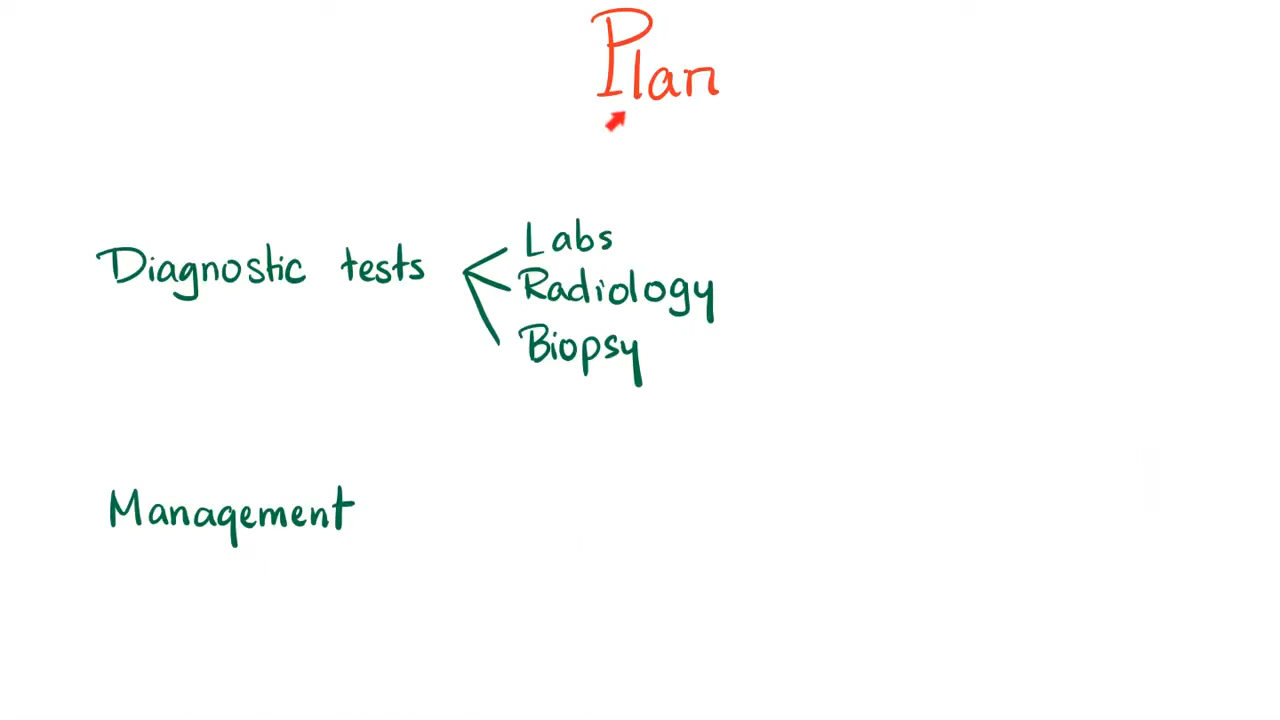 Plan
Diagnostic tests
Labs
Radiology
Biopsy
Management